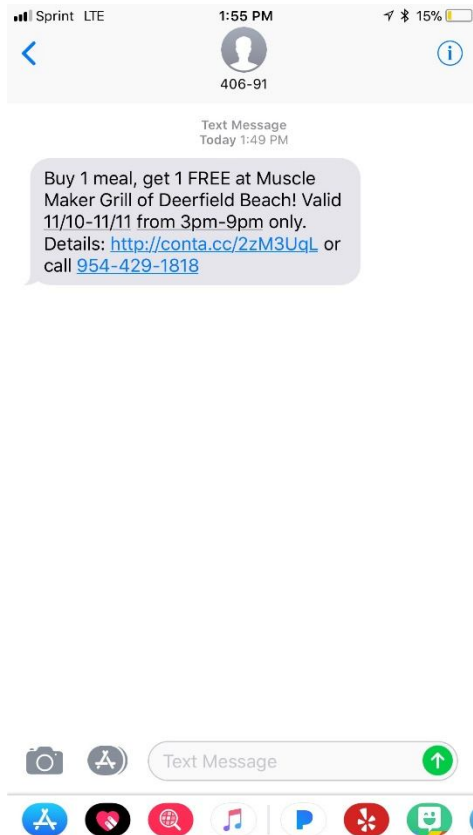 Sprint LTE
1:55 PM
15%
406-91
Text Message
Today 1:49 PM
Buy 1 meal, get 1 FREE at Muscle
Maker Grill of Deerfield Beach! Valid
11/10-11/11 from 3pm-9pm only.
Details: http://conta.cc/2zM3UqL or
call 954-429-1818
Text Message